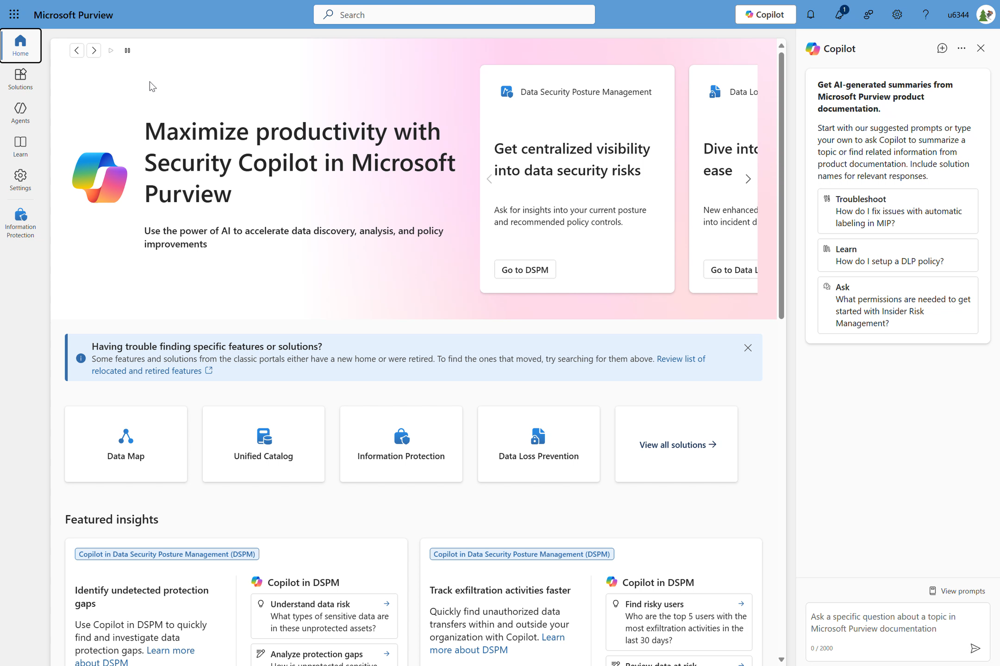 Microsoft Purview
Search
Copilot
1
u6344
Home
Solutions
Agents
Learn
Settings
Information
Protection
Maximize productivity with
Security Copilot in Microsoft
Purview
Use the power of AI to accelerate data discovery, analysis, and policy
improvements
Data Security Posture Management
Get centralized visibility
into data security risks
Ask for insights into your current posture
and recommended policy controls.
Go to DSPM
Data Lo
Dive into
ease
New enhanced
into incident d
Go to Data L
Having trouble finding specific features or solutions?
Some features and solutions from the classic portals either have a new home or were retired. To find the ones that moved, try searching for them above. Review list of
relocated and retired features
Data Map
Unified Catalog
Information Protection
Data Loss Prevention
View all solutions
Featured insights
Copilot in Data Security Posture Management (DSPM)
Identify undetected protection
gaps
Use Copilot in DSPM to quickly
find and investigate data
protection gaps. Learn more
about DSPM
Copilot in DSPM
Understand data risk
What types of sensitive data are
in these unprotected assets?
Analyze protection gaps
How is unprotected sensitive
Copilot in Data Security Posture Management (DSPM)
Track exfiltration activities faster
Quickly find unauthorized data
transfers within and outside your
organization with Copilot. Learn
more about DSPM
Copilot in DSPM
Find risky users
Who are the top 5 users with the
most exfiltration activities in the
last 30 days?
Review data at risk
Copilot
Get AI-generated summaries from
Microsoft Purview product
documentation.
Start with our suggested prompts or type
your own to ask Copilot to summarize a
topic or find related information from
product documentation. Include solution
names for relevant responses.
Troubleshoot
How do I fix issues with automatic
labeling in MIP?
Learn
How do I setup a DLP policy?
Ask
What permissions are needed to get
started with Insider Risk
Management?
View prompts
Ask a specific question about a topic in
Microsoft Purview documentation
0 / 2000